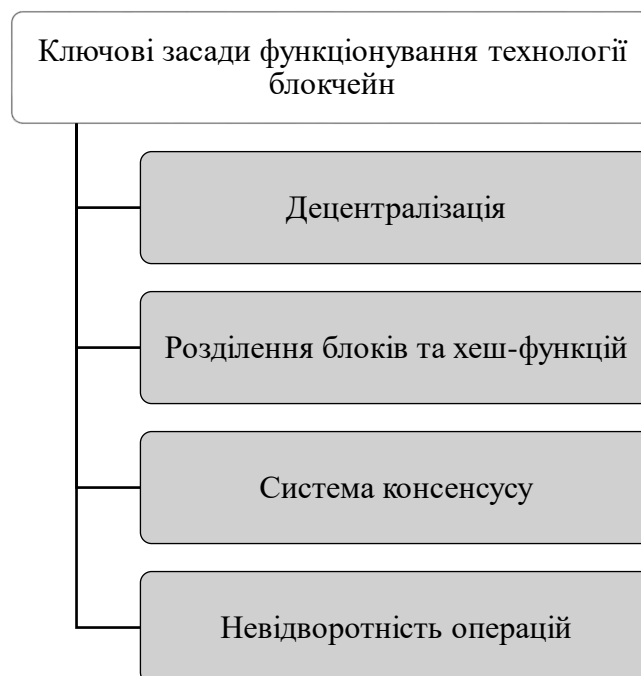 Ключові засади функціонування технології
блокчейн
Децентралізація
Розділення блоків та хеш-функцій
Система консенсусу
Невідворотність операцій